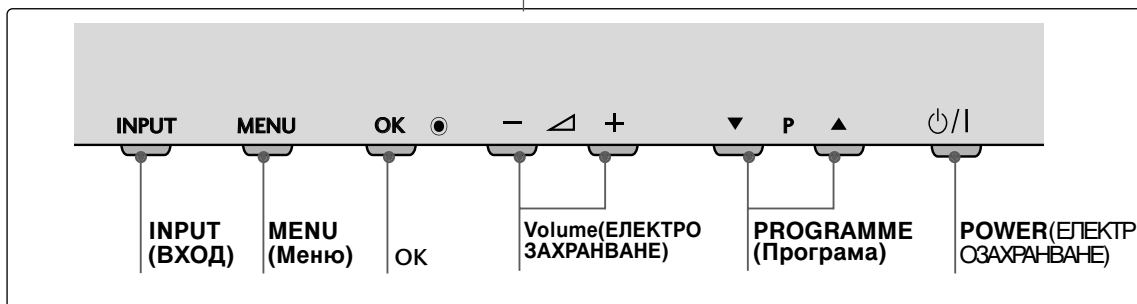 INPUT MENU OK ◉ − ◿ + ▼ P ▲ ⏻/I
INPUT
(ВХОД)
MENU
(Меню)
OK
Volume(ЕЛЕКТРО
ЗАХРАНВАНЕ)
PROGRAMME
(Програма)
POWER(ЕЛЕКТР
ОЗАХРАНВАНЕ)